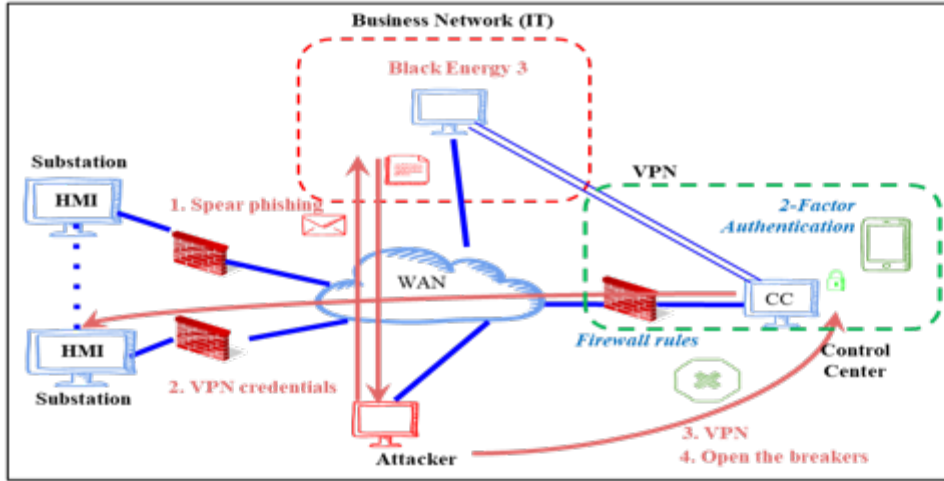 Business Network (IT)
Black Energy 3
Substation
HMI
1. Spear phishing
VPN
2-Factor
Authentication
WAN
CC
HMI
Substation
2. VPN credentials
Firewall rules
Control
Center
Attacker
3. VPN
4. Open the breakers